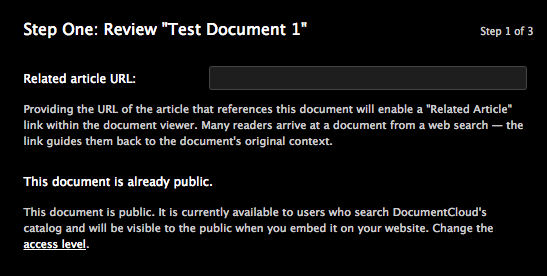 Step One: Review "Test Document 1"
Step 1 of 3
Related article URL:
Providing the URL of the article that references this document will enable a "Related Article"
link within the document viewer. Many readers arrive at a document from a web search — the
link guides them back to the document's original context.
This document is already public.
This document is public. It is currently available to users who search DocumentCloud's
catalog and will be visible to the public when you embed it on your website. Change the
access level.